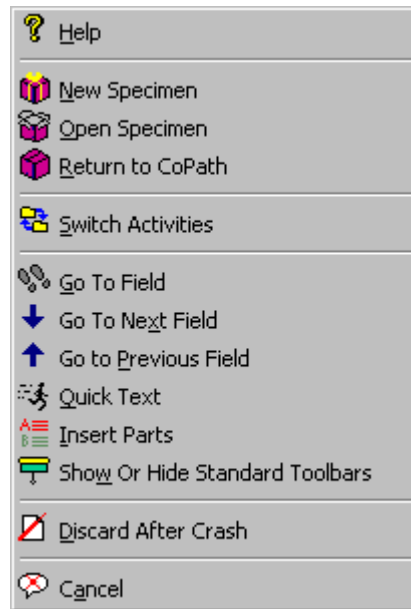 Help
New Specimen
Open Specimen
Return to CoPath
Switch Activities
Go To Field
Go To Next Field
Go to Previous Field
Quick Text
A
B
Insert Parts
Show Or Hide Standard Toolbars
Discard After Crash
Cancel